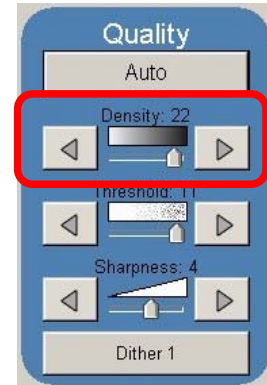 Quality
Auto
Density: 22
Threshold: 11
Sharpness: 4
Dither 1